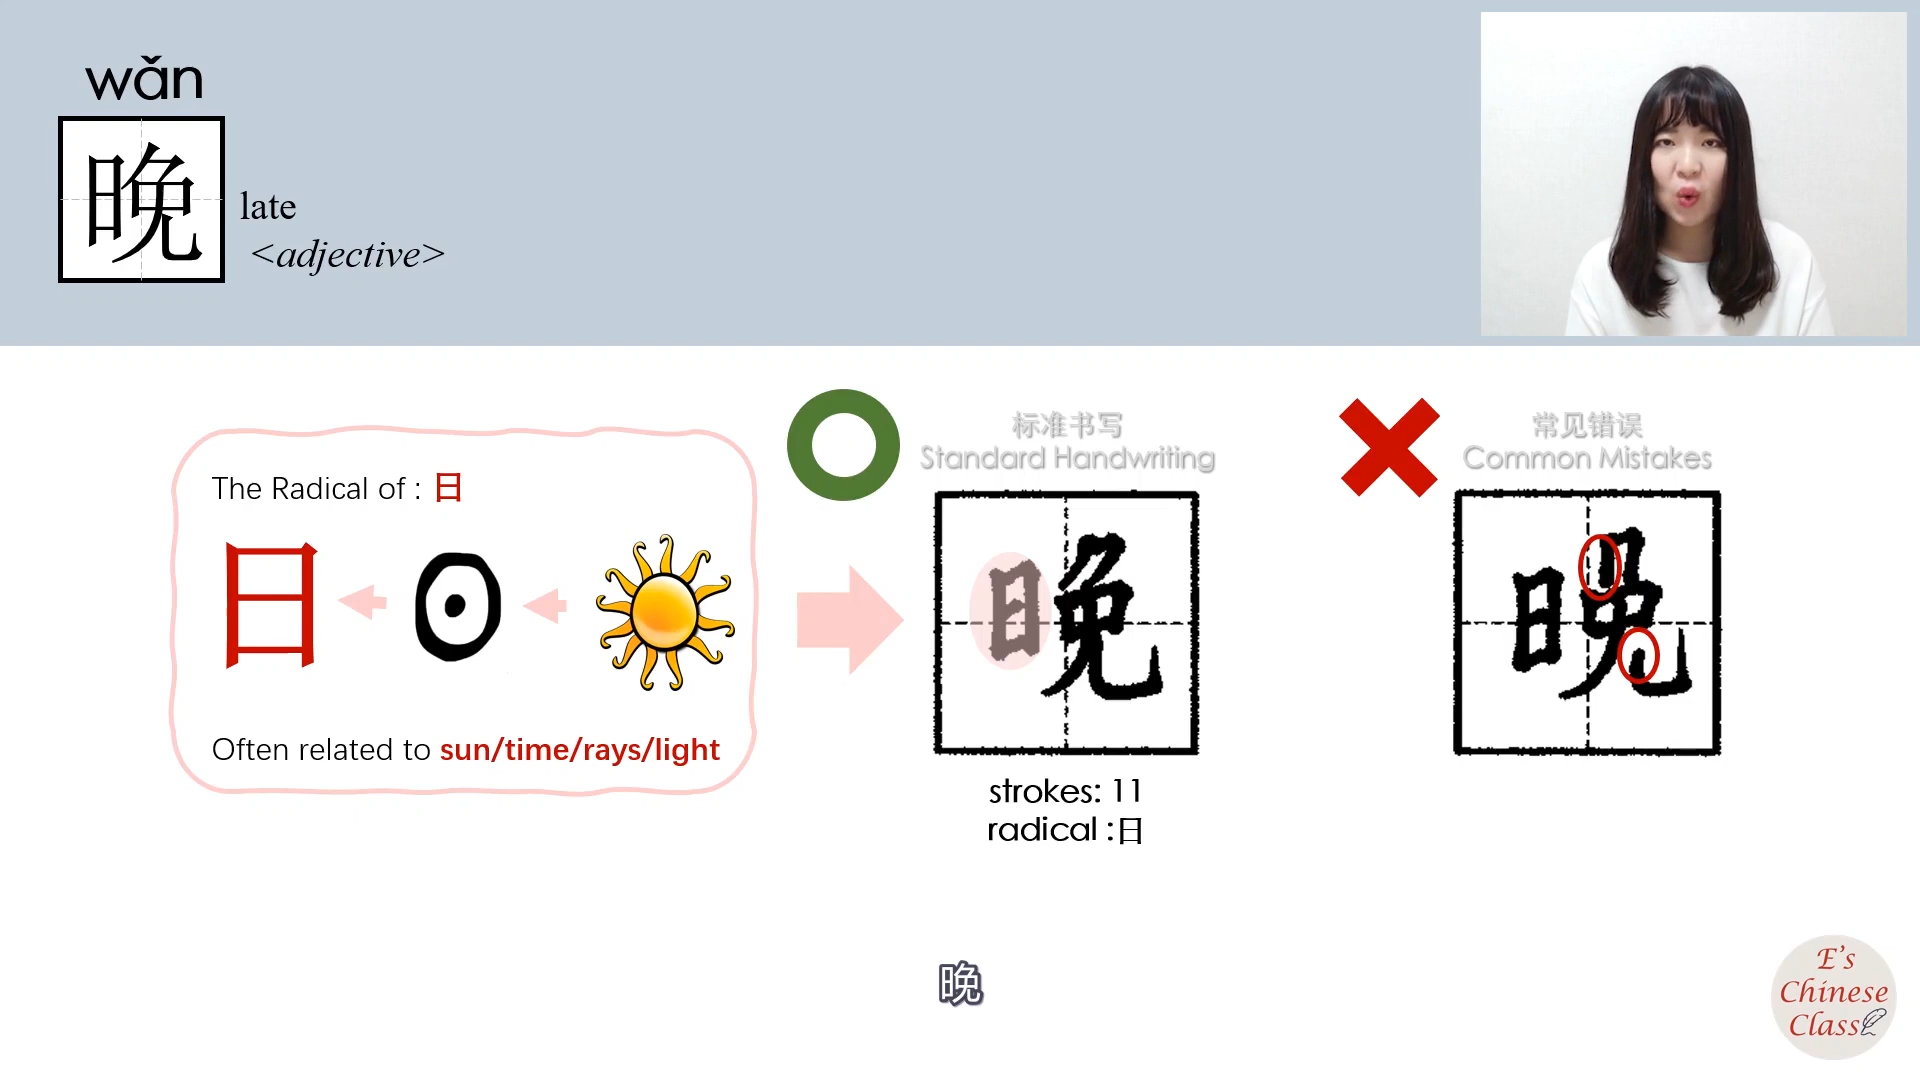 wǎn
晚
late
<adjective>
The Radical of : 日
日
Often related to sun/time/rays/light
标准书写
Standard Handwriting
晚
strokes: 11
radical :日
常见错误
Common Mistakes
晚
E's
Chinese
Class